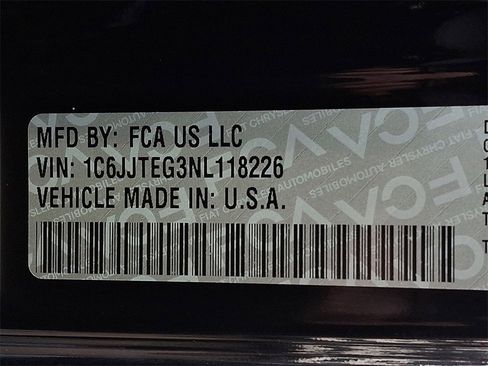 MFD BY: FCA US LLC
VIN: 1C6JJTEG3NL118226
VEHICLE MADE IN: U.S.A.